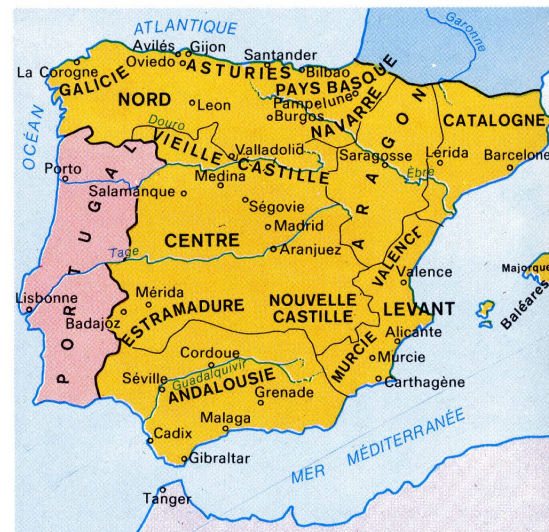 ATLANTIQUE
Garonne
Avilés
Gijon
Oviedo
Santander
La Corogne
ASTURIES
Bilbao
GALICIE
PAYS BASQUE
Pampelune
NORD
Leon
Burgos
NAVARRE
ARAGON
CATALOGNE
OCÉAN
Douro
VIEILLE CASTILLE
Valladolid
Saragosse
Lérida
Barcelone
Porto
Medina
Salamanque
Èbre
PORTUGAL
Ségovie
CENTRE
Madrid
Aranjuez
Tage
VALENCE
Valence
Majorque
Baléares
Lisbonne
Mérida
Badajoz
ESTRAMADURE
NOUVELLE
CASTILLE
LEVANT
Alicante
MURCIE
Murcie
Cordoue
Séville
Guadalquivir
ANDALOUSIE
Carthagène
Grenade
Malaga
Cadix
Gibraltar
MER MÉDITERRANÉE
Tanger